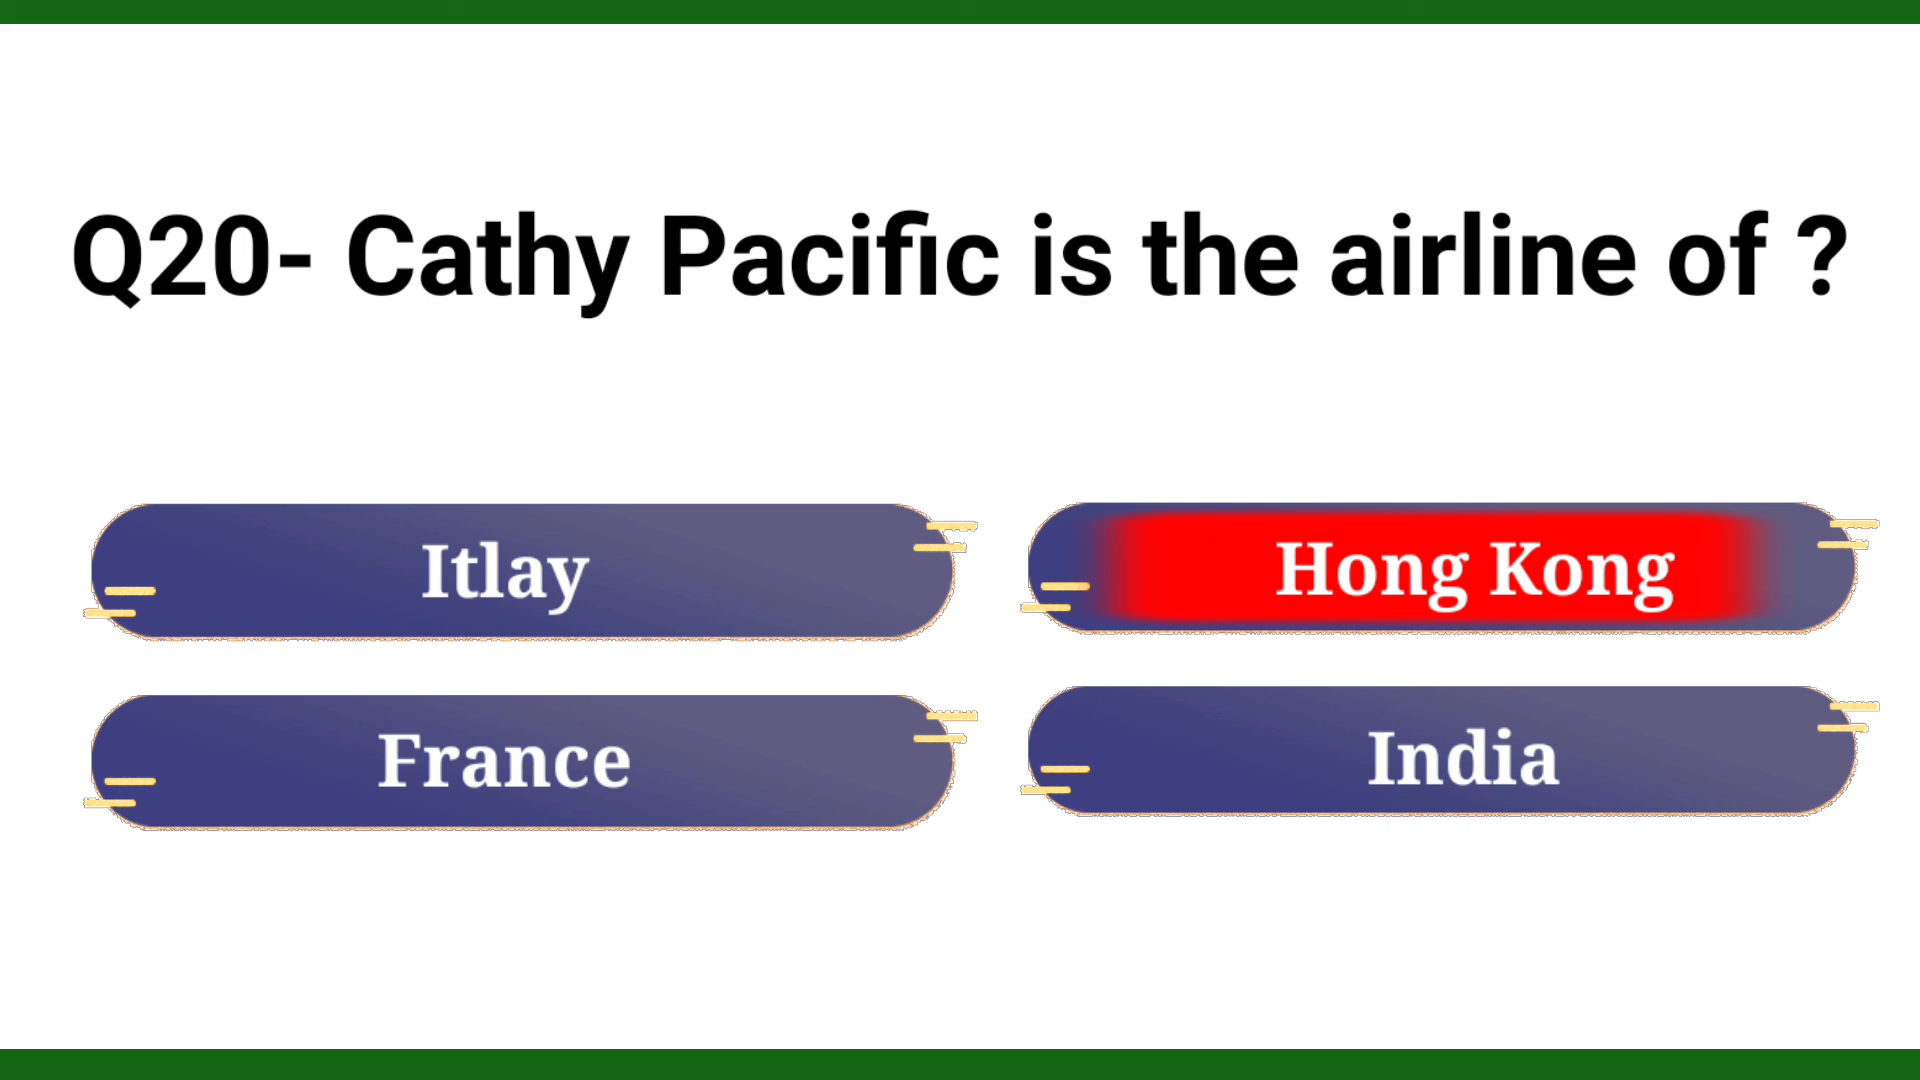 Q20- Cathy Pacific is the airline of ?
Itlay
Hong Kong
France
India